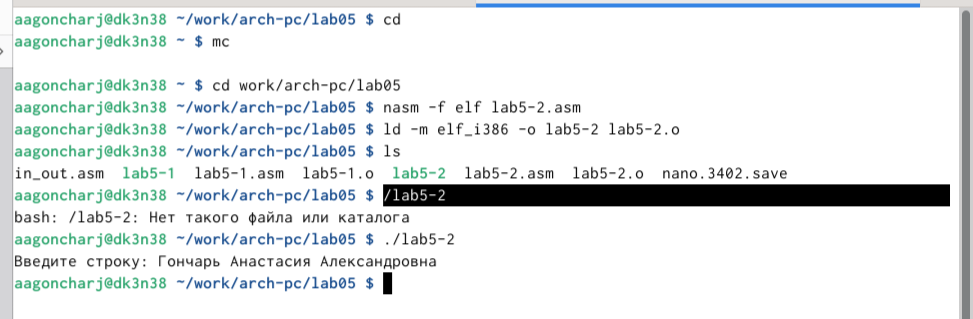 aagoncharj@dk3n38 ~/work/arch-pc/lab05 $ cd
aagoncharj@dk3n38 ~ $ mc
aagoncharj@dk3n38 ~ $ cd work/arch-pc/lab05
aagoncharj@dk3n38 ~/work/arch-pc/lab05 $ nasm -f elf lab5-2.asm
aagoncharj@dk3n38 ~/work/arch-pc/lab05 $ ld -m elf_i386 -o lab5-2 lab5-2.o
aagoncharj@dk3n38 ~/work/arch-pc/lab05 $ ls
in_out.asm lab5-1 lab5-1.asm lab5-1.o lab5-2 lab5-2.asm lab5-2.o nano.3402.save
aagoncharj@dk3n38 ~/work/arch-pc/lab05 $ /lab5-2
bash: /lab5-2: Нет такого файла или каталога
aagoncharj@dk3n38 ~/work/arch-pc/lab05 $ ./lab5-2
Введите строку: Гончарь Анастасия Александровна
aagoncharj@dk3n38 ~/work/arch-pc/lab05 $